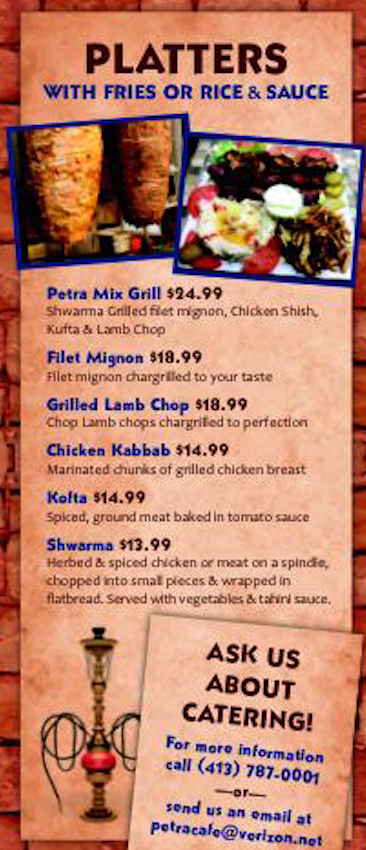 PLATTERS
WITH FRIES OR RICE & SAUCE
Petra Mix Grill $24.99
Shwarma Grilled filet mignon, Chicken Shish,
Kufta & Lamb Chop
Filet Mignon $18.99
Filet mignon chargrilled to your taste
Grilled Lamb Chop $18.99
Chop Lamb chops chargrilled to perfection
Chicken Kabbab $14.99
Marinated chunks of grilled chicken breast
Kofta $14.99
Spiced, ground meat baked in tomato sauce
Shwarma $13.99
Herbed & spiced chicken or meat on a spindle,
chopped into small pieces & wrapped in
flatbread. Served with vegetables & tahini sauce.
ASK US
ABOUT
CATERING!
For more information
call (413) 787-0001
—or—
send us an email at
petracafe@verizon.net